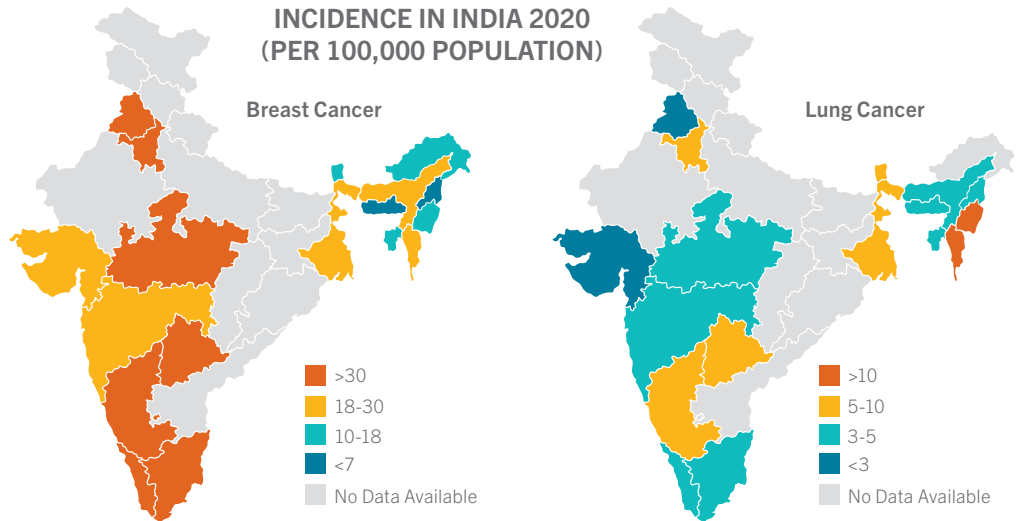 INCIDENCE IN INDIA 2020
(PER 100,000 POPULATION)
Breast Cancer
>30
18-30
10-18
<7
No Data Available
Lung Cancer
>10
5-10
3-5
<3
No Data Available